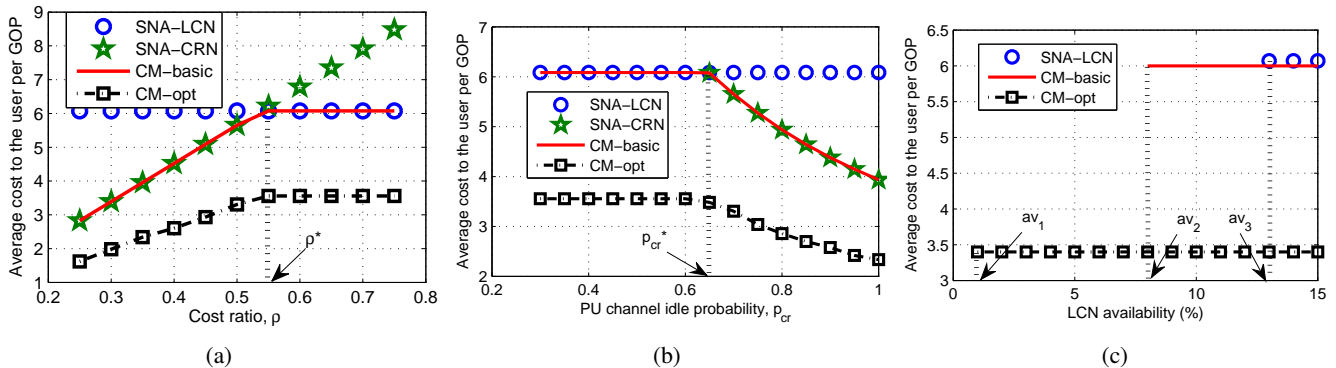 Average cost to the user per GOP
9
8
7
6
5
4
3
2
1
0.2
0.3
0.4
0.5
0.6
0.7
0.8
Cost ratio, ρ
SNA−LCN
SNA−CRN
CM−basic
CM−opt
ρ*
(a)
Average cost to the user per GOP
7
6
5
4
3
2
0.2
0.4
0.6
0.8
1
PU channel idle probability, p_cr
SNA−LCN
SNA−CRN
CM−basic
CM−opt
p_cr*
(b)
Average cost to the user per GOP
6.5
6
5.5
5
4.5
4
3.5
3
0
5
10
15
LCN availability (%)
SNA−LCN
CM−basic
CM−opt
av_1
av_2
av_3
(c)